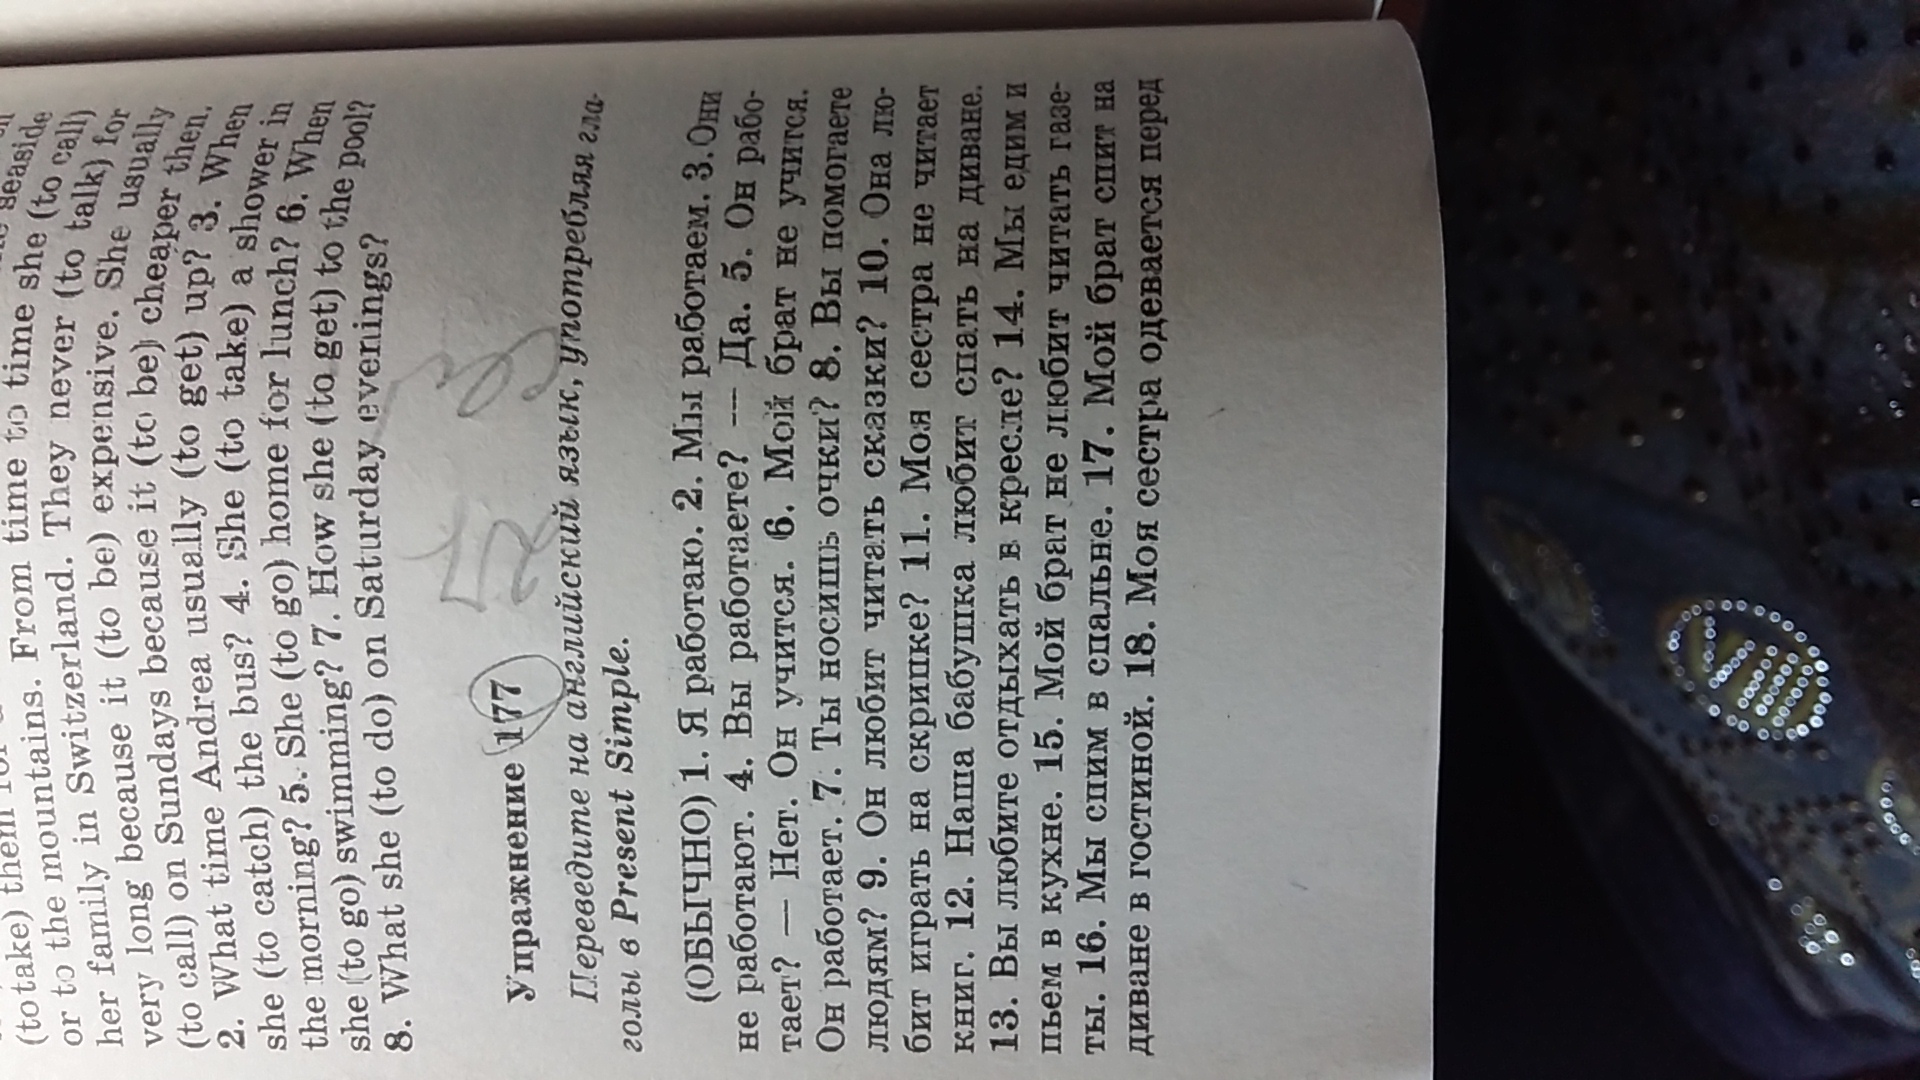 seaside
(to take) them
or to the mountains. From time to time she (to call)
her family in Switzerland. They never (to talk) for
very long because it (to be) expensive. She usually
(to call) on Sundays because it (to be) cheaper then.
2. What time Andrea usually (to get) up? 3. When
she (to catch) the bus? 4. She (to take) a shower in
the morning? 5. She (to go) home for lunch? 6. When
she (to go) swimming? 7. How she (to get) to the pool?
8. What she (to do) on Saturday evenings?
Упражнение 177
Переведите на английский язык, употребляя гла-
голы в Present Simple.
(ОБЫЧНО) 1. Я работаю. 2. Мы работаем. 3. Они
не работают. 4. Вы работаете? — Да. 5. Он рабо-
тает? — Нет. Он учится. 6. Мой брат не учится.
Он работает. 7. Ты носишь очки? 8. Вы помогаете
людям? 9. Он любит читать сказки? 10. Она лю-
бит играть на скрипке? 11. Моя сестра не читает
книг. 12. Наша бабушка любит спать на диване.
13. Вы любите отдыхать в кресле? 14. Мы едим и
пьем в кухне. 15. Мой брат не любит читать газе-
ты. 16. Мы спим в спальне. 17. Мой брат спит на
диване в гостиной. 18. Моя сестра одевается перед